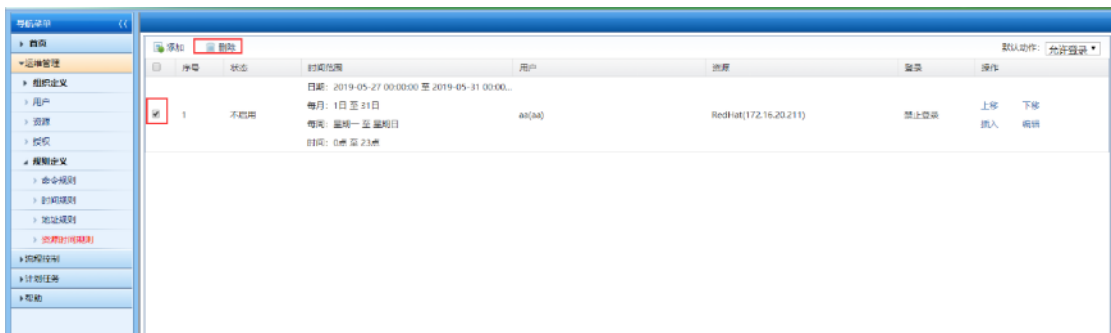 导航菜单 <<
首页
运维管理
组织定义
用户
资源
授权
规则定义
命令规则
时间规则
地址规则
资源时间规则
流程控制
计划任务
帮助
添加 删除 默认动作： 允许登录
序号 状态 时间范围 用户 资源 登录 操作
日期： 2019-05-27 00:00:00 至 2019-05-31 00:00...
每月： 1日 至 31日
每周： 星期一 至 星期日
时间： 0点 至 23点
1 不启用 aa(aa) RedHat(172.16.20.211) 禁止登录
上移 下移
插入 编辑